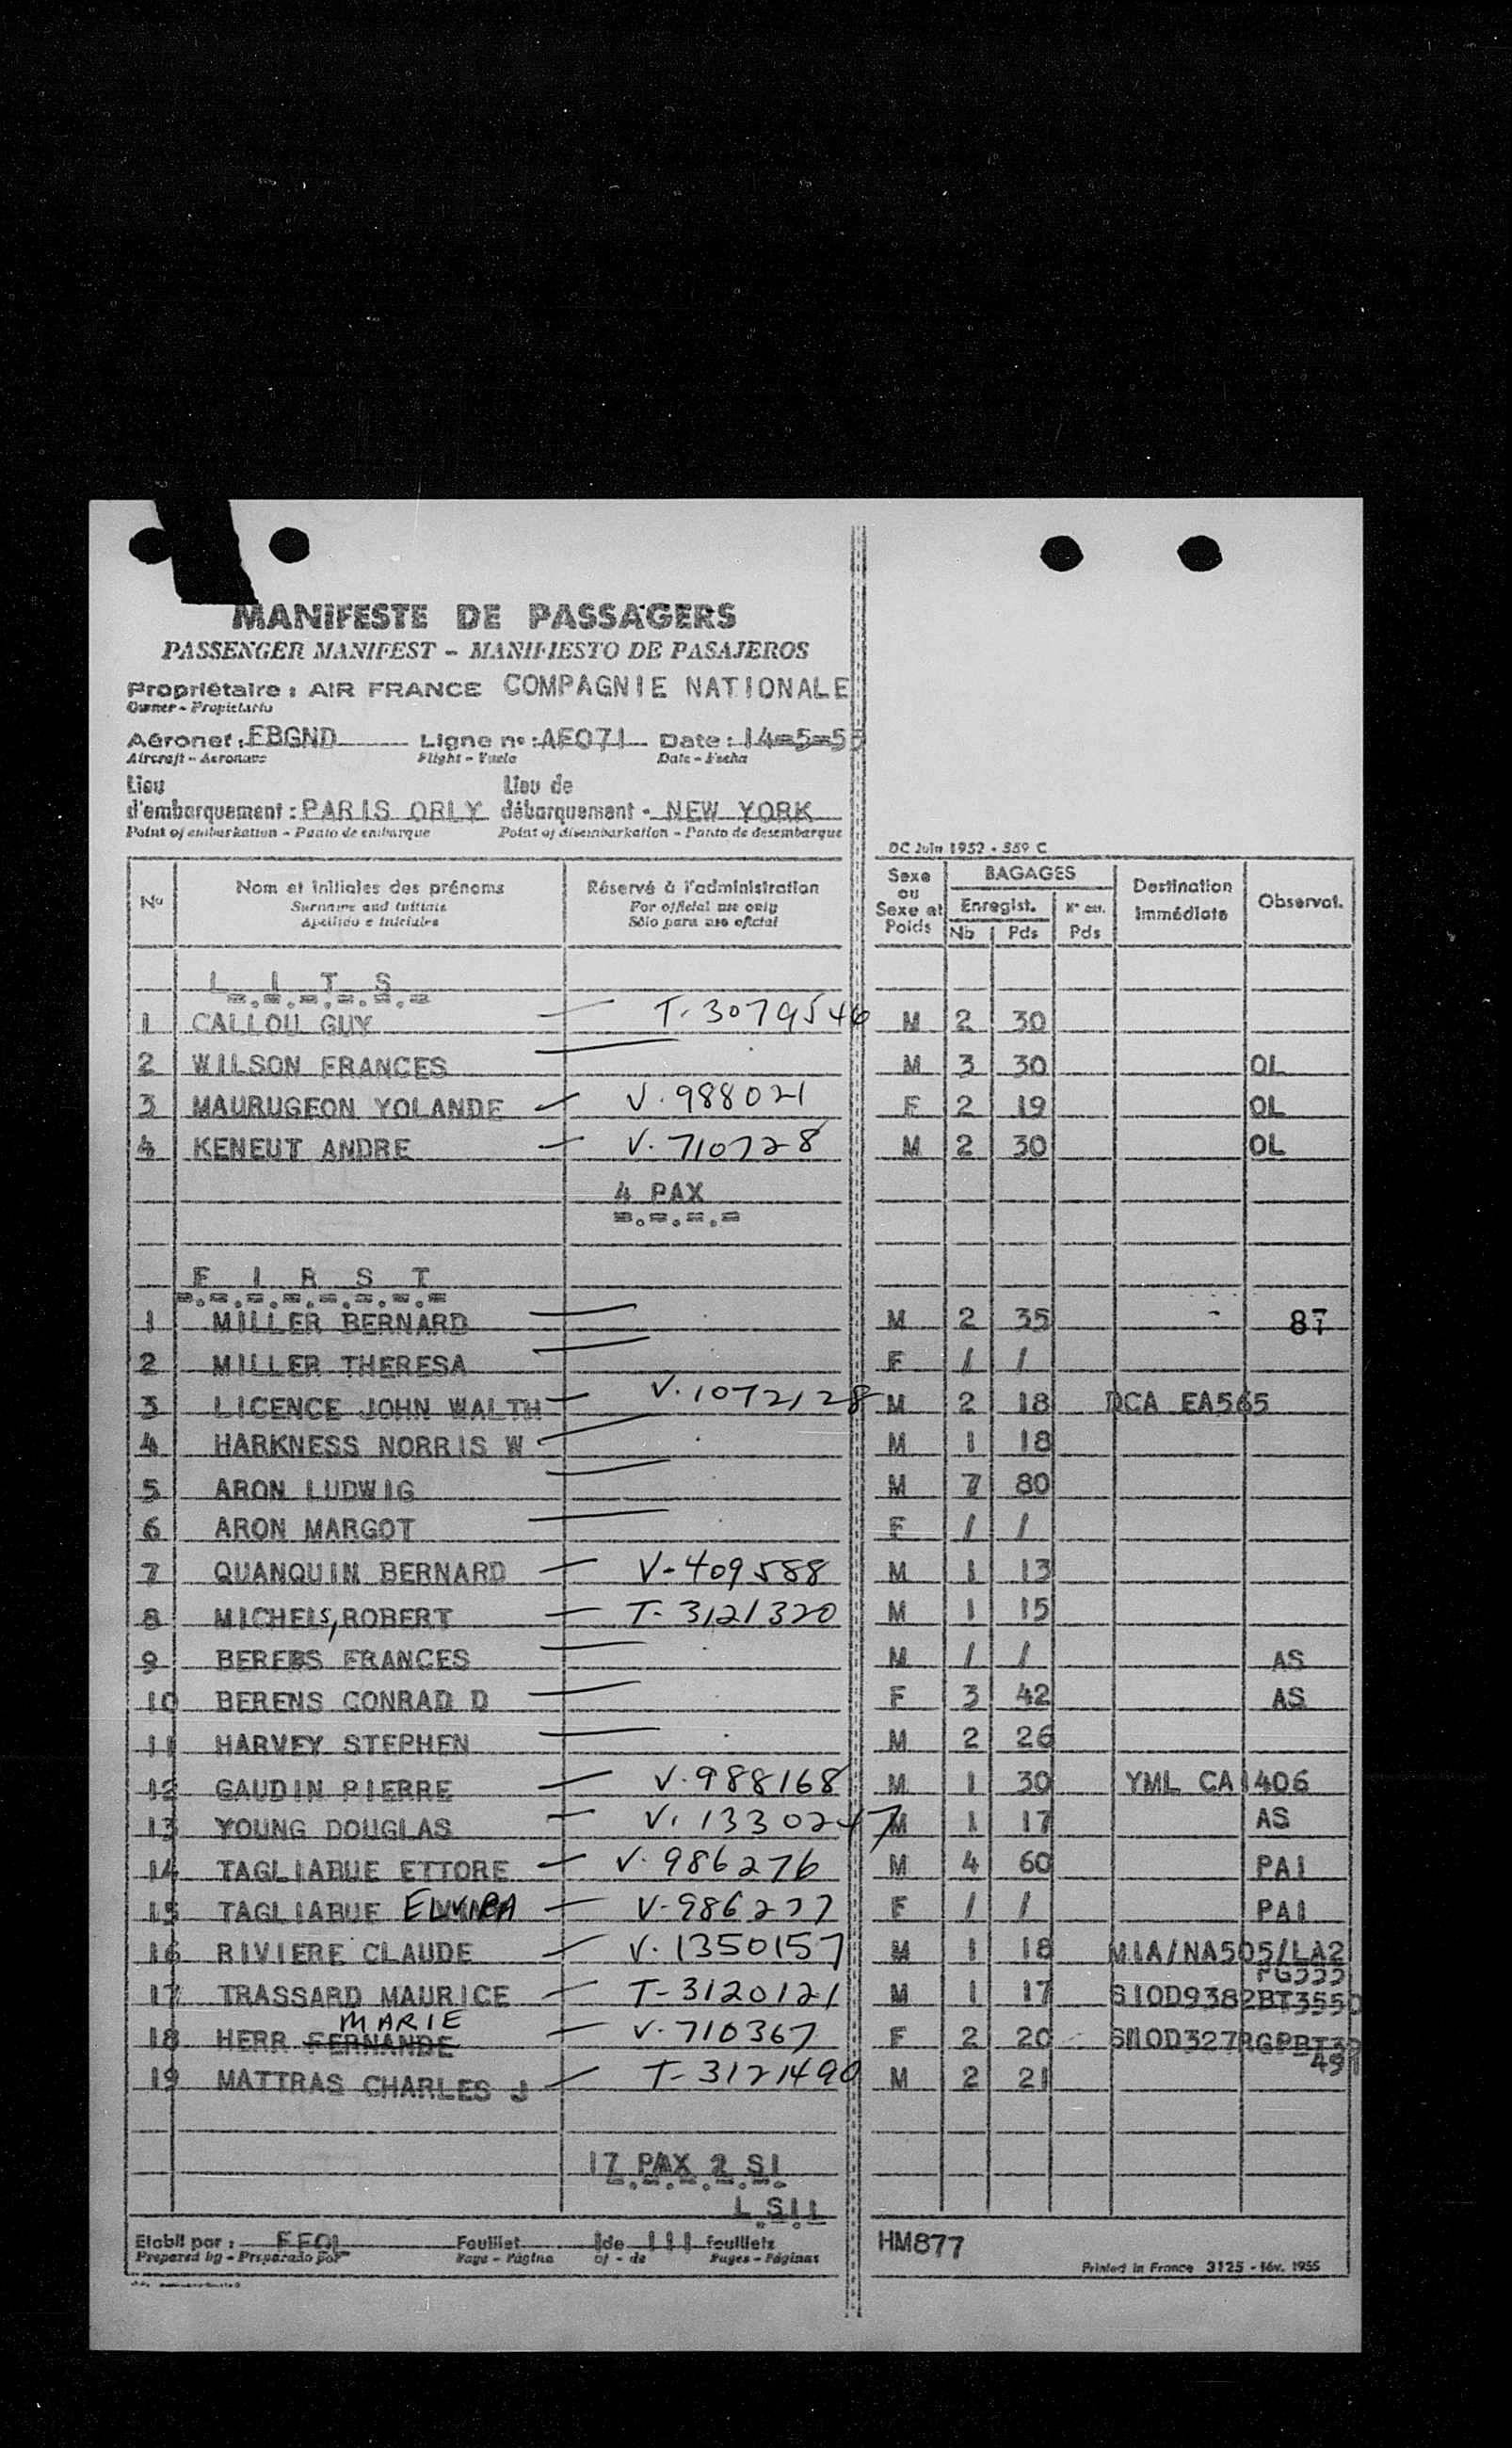 MANIFESTE DE PASSAGERS
PASSENGER MANIFEST - MANIFIESTO DE PASAJEROS
Propriétaire : AIR FRANCE COMPAGNIE NATIONALE
Owner - Propietario
Aéronef : FBGND Ligne n° : AF071 Date : 14-5-55
Aircraft - Aeronave Flight - Vuelo Date - Fecha
Lieu d'embarquement : PARIS ORLY Lieu de débarquement - NEW YORK
Point of embarkation - Punto de embarque Point of disembarkation - Punto de desembarque
DC Juin 1952 - 559 C
N° Nom et initiales des prénoms Réservé à l'administration Sexe ou Sexe et Poids BAGAGES Destination Immédiate Observat.
Surname and initials For official use only Enregist. N° en.
Apellido e iniciales Sólo para uso oficial Nb Pds Pds
L I T S
1 CALLOU GUY — T-3079546 M 2 30
2 WILSON FRANCES — M 3 30 OL
3 MAURUGEON YOLANDE — V.988021 F 2 19 OL
4 KENEUT ANDRE — V.710728 M 2 30 OL
4 PAX
F I R S T
1 MILLER BERNARD — M 2 35 - 87
2 MILLER THERESA — F / /
3 LICENCE JOHN WALTH — V.1072128 M 2 18 DCA EA565
4 HARKNESS NORRIS W — M 1 18
5 ARON LUDWIG — M 7 80
6 ARON MARGOT — F / /
7 QUANQUIN BERNARD — V-409588 M 1 13
8 MICHELS, ROBERT — T-3121320 M 1 15
9 BERENS FRANCES — M / / AS
10 BERENS CONRAD D — F 3 42 AS
11 HARVEY STEPHEN — M 2 26
12 GAUDIN PIERRE — V.988168 M 1 30 YML CA1406
13 YOUNG DOUGLAS — V.1330247 M 1 17 AS
14 TAGLIABUE ETTORE — V.986276 M 4 60 PAI
15 TAGLIABUE ELVIRA — V-986277 F / / PAI
16 RIVIERE CLAUDE — V.1350157 M 1 18 MIA/NA505/LA2
17 TRASSARD MAURICE — T-3120121 M 1 17 SIOD9382BT3550
MARIE
18 HERR FERNANDE — V.710367 F 2 20
491
19 MATTRAS CHARLES J — T-3121490 M 2 21
17 PAX 2 SI
L SII
Etabli par : Feuillet 1 de 111 feuillets HM877
Prepared by - Preparado por Page - Página of - de Pages - Páginas
Printed in France 3125 - Fév. 1955